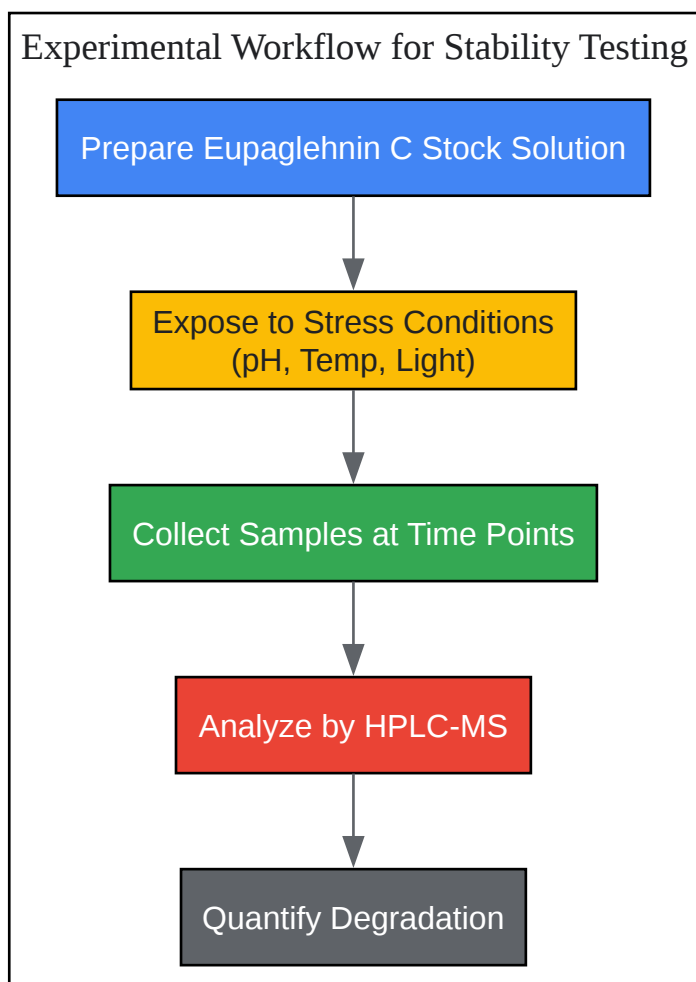 Experimental Workflow for Stability Testing
Prepare Eupaglehnin C Stock Solution
Expose to Stress Conditions
(pH, Temp, Light)
Collect Samples at Time Points
Analyze by HPLC-MS
Quantify Degradation